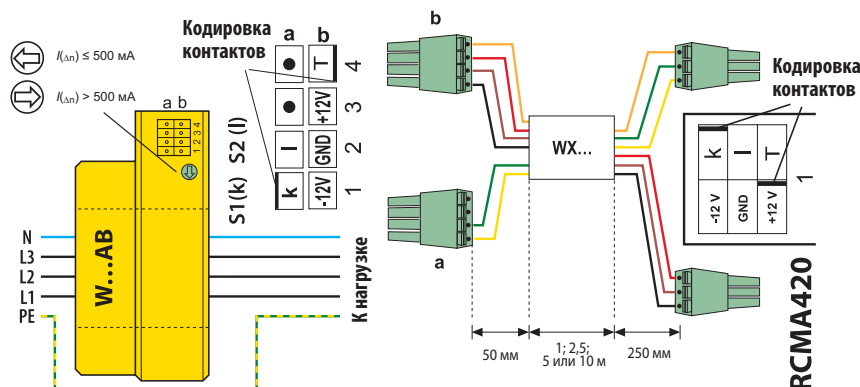 I(Δn) ≤ 500 мА
I(Δn) > 500 мА
a b
1 2 3 4
W...AB
N
L3
L2
L1
PE
Кодировка
контактов
a b
T 4
+12V 3
l GND 2
k -12V 1
S1(k) S2 (l)
К нагрузке
b
a
WX...
50 мм
1; 2,5;
5 или 10 м
250 мм
Кодировка
контактов
k l T
-12 V GND +12 V
1
RCMA420